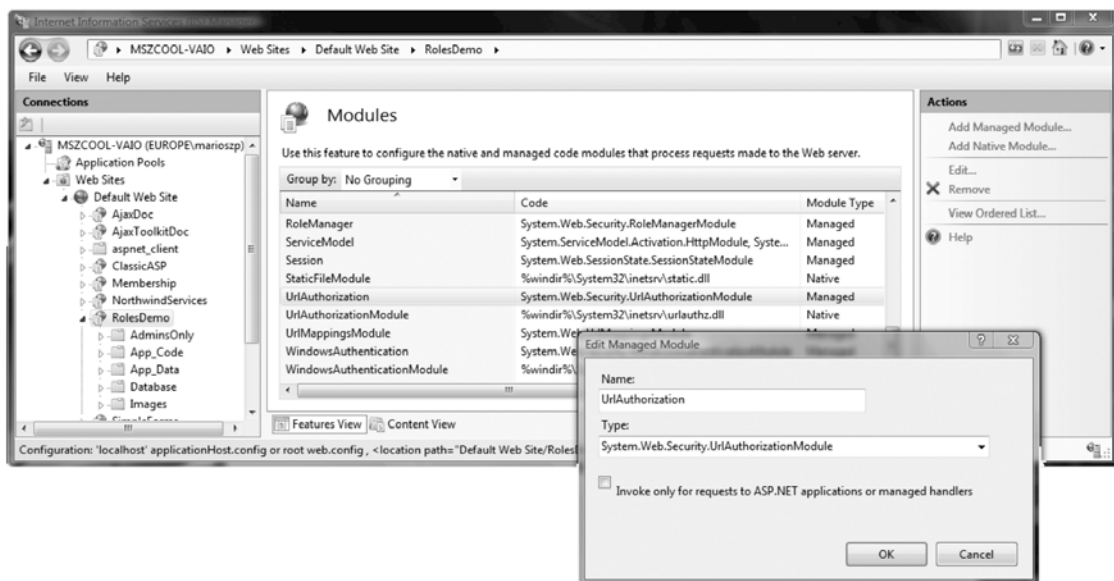 Internet Information Services (IIS) Manager
MSZCOOL-VAIO Web Sites Default Web Site RolesDemo
File View Help
Connections
MSZCOOL-VAIO (EUROPE\marioszp)
Application Pools
Web Sites
Default Web Site
AjaxDoc
AjaxToolkitDoc
aspnet_client
ClassicASP
Membership
NorthwindServices
RolesDemo
AdminsOnly
App_Code
App_Data
Database
Images
Modules
Use this feature to configure the native and managed code modules that process requests made to the Web server.
Group by: No Grouping
Name Code Module Type
RoleManager System.Web.Security.RoleManagerModule Managed
ServiceModel System.ServiceModel.Activation.HttpModule, Syste... Managed
Session System.Web.SessionState.SessionStateModule Managed
StaticFileModule %windir%\System32\inetsrv\static.dll Native
UrlAuthorization System.Web.Security.UrlAuthorizationModule Managed
UrlAuthorizationModule %windir%\System32\inetsrv\urlauthz.dll Native
UrlMappingsModule System.Web.UrlMappingsModule Managed
WindowsAuthentication System.We
WindowsAuthenticationModule %windir%\
Features View Content View
Configuration: 'localhost' applicationHost.config or root web.config, <location path="Default Web Site/Roles
Actions
Add Managed Module...
Add Native Module...
Edit...
Remove
View Ordered List...
Help
Edit Managed Module
Name:
UrlAuthorization
Type:
System.Web.Security.UrlAuthorizationModule
Invoke only for requests to ASP.NET applications or managed handlers
OK Cancel